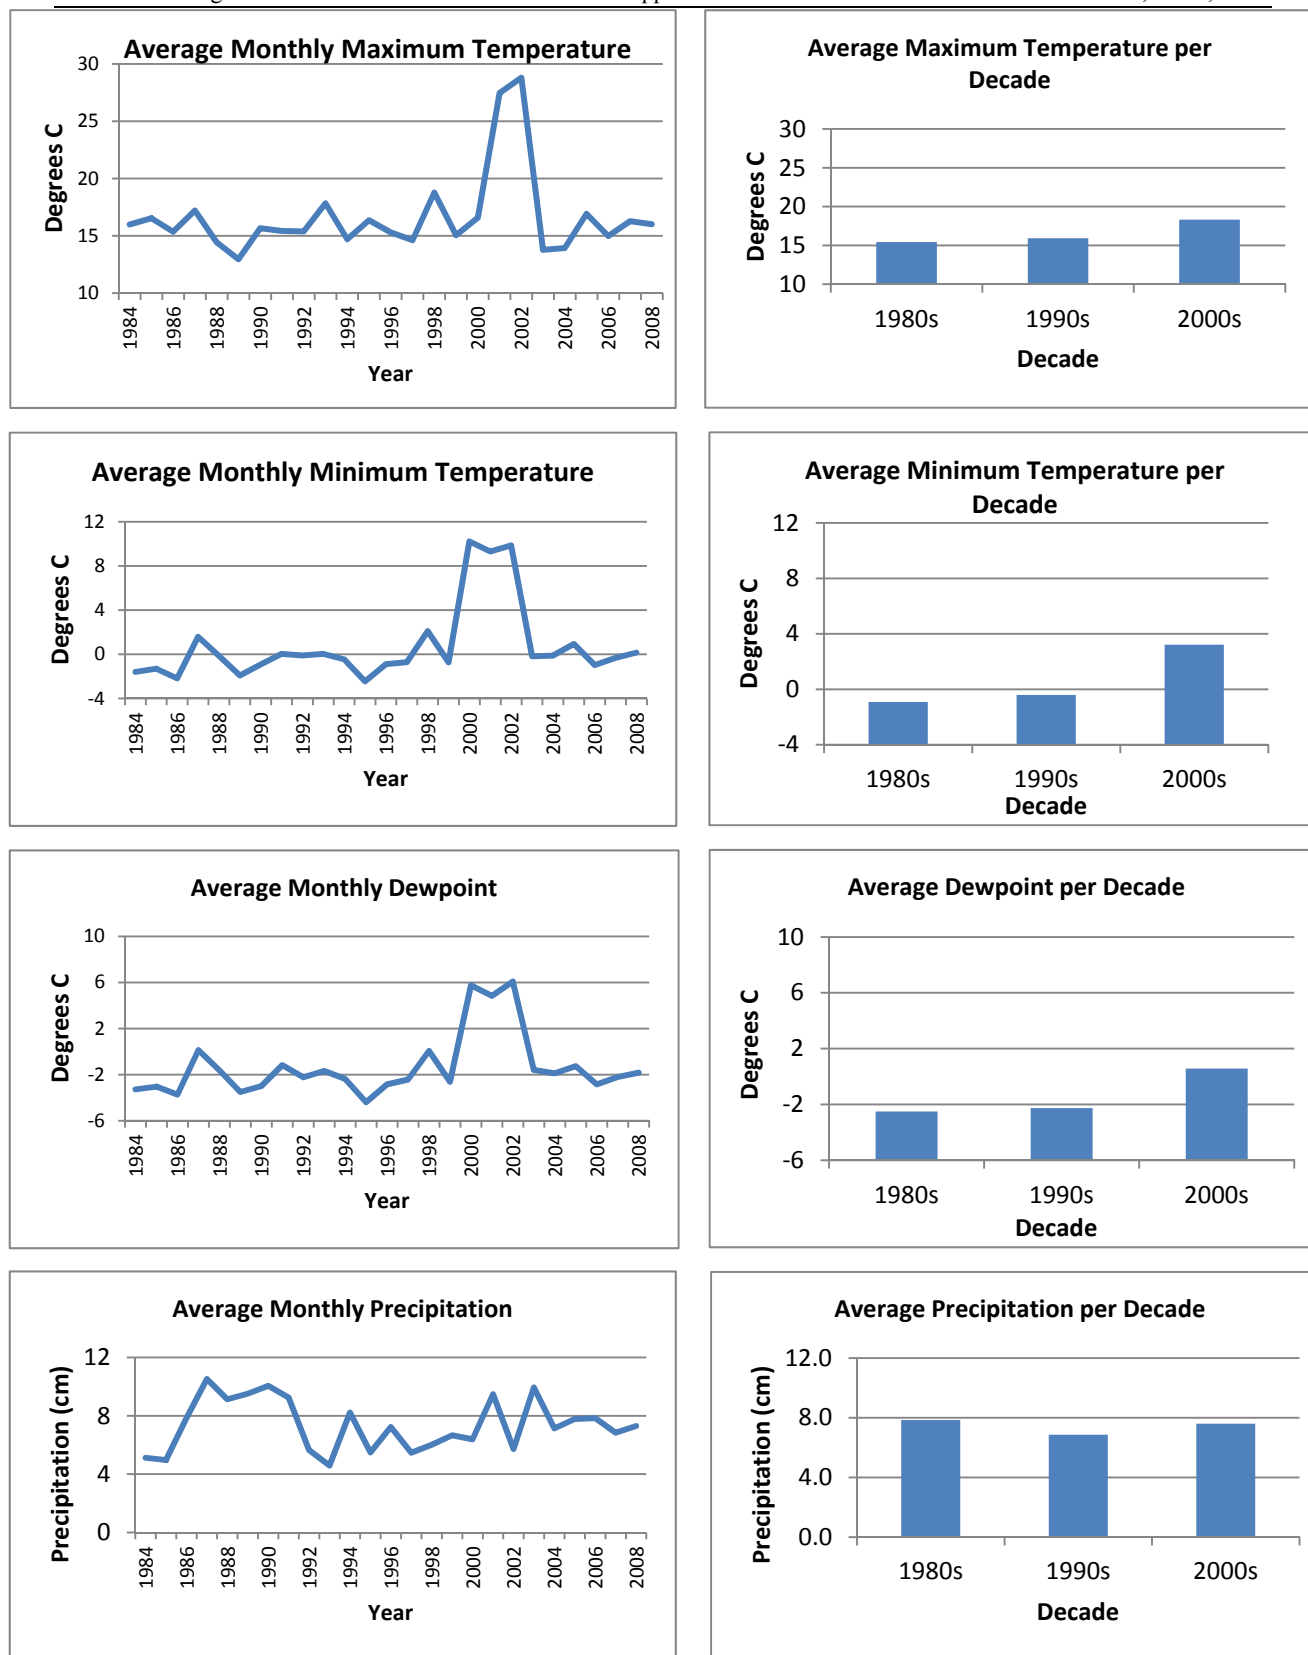 Average Monthly Maximum Temperature
30
25
20
15
10
Degrees C
1984
1986
1988
1990
1992
1994
1996
1998
2000
2002
2004
2006
2008
Year
Average Maximum Temperature per
Decade
30
25
20
15
10
Degrees C
1980s
1990s
2000s
Decade
Average Monthly Minimum Temperature
12
8
4
0
-4
Degrees C
1984
1986
1988
1990
1992
1994
1996
1998
2000
2002
2004
2006
2008
Year
Average Minimum Temperature per
Decade
12
8
4
0
-4
Degrees C
1980s
1990s
2000s
Decade
Average Monthly Dewpoint
10
6
2
-2
-6
Degrees C
1984
1986
1988
1990
1992
1994
1996
1998
2000
2002
2004
2006
2008
Year
Average Dewpoint per Decade
10
6
2
-2
-6
Degrees C
1980s
1990s
2000s
Decade
Average Monthly Precipitation
12
8
4
0
Precipitation (cm)
1984
1986
1988
1990
1992
1994
1996
1998
2000
2002
2004
2006
2008
Year
Average Precipitation per Decade
12.0
8.0
4.0
0.0
Precipitation (cm)
1980s
1990s
2000s
Decade